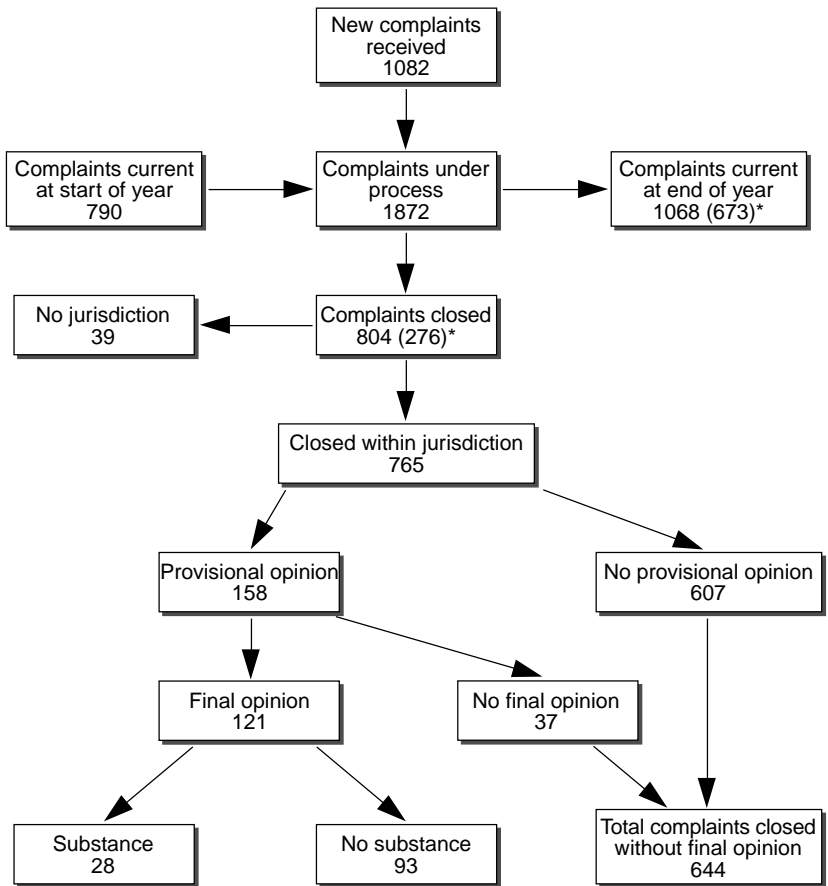 New complaints
received
1082
Complaints current
at start of year
790
Complaints under
process
1872
Complaints current
at end of year
1068 (673)*
No jurisdiction
39
Complaints closed
804 (276)*
Closed within jurisdiction
765
Provisional opinion
158
No provisional opinion
607
Final opinion
121
No final opinion
37
Substance
28
No substance
93
Total complaints closed
without final opinion
644